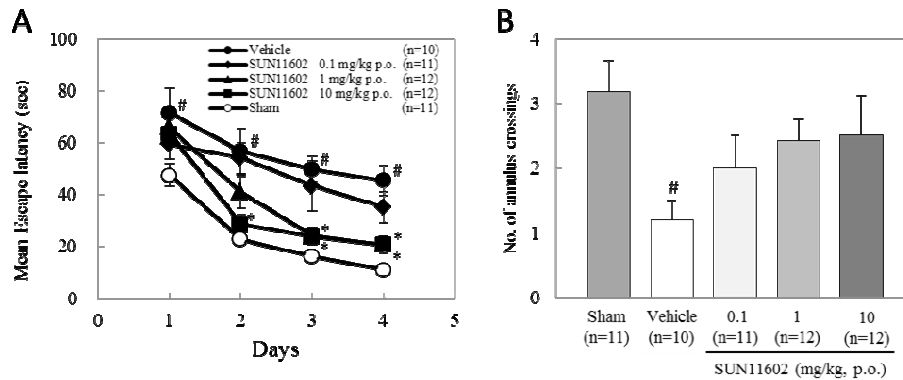 A
100
80
60
40
20
0
Mean Escape latency (sec)
Vehicle (n=10)
SUN11602 0.1 mg/kg p.o. (n=11)
SUN11602 1 mg/kg p.o. (n=12)
SUN11602 10 mg/kg p.o. (n=12)
Sham (n=11)
#
#
#
#
*
*
*
*
*
0 1 2 3 4 5
Days
B
4
3
2
1
0
No. of annulus crossings
#
Sham Vehicle 0.1 1 10
(n=11) (n=10) (n=11) (n=12) (n=12)
SUN11602 (mg/kg, p.o.)